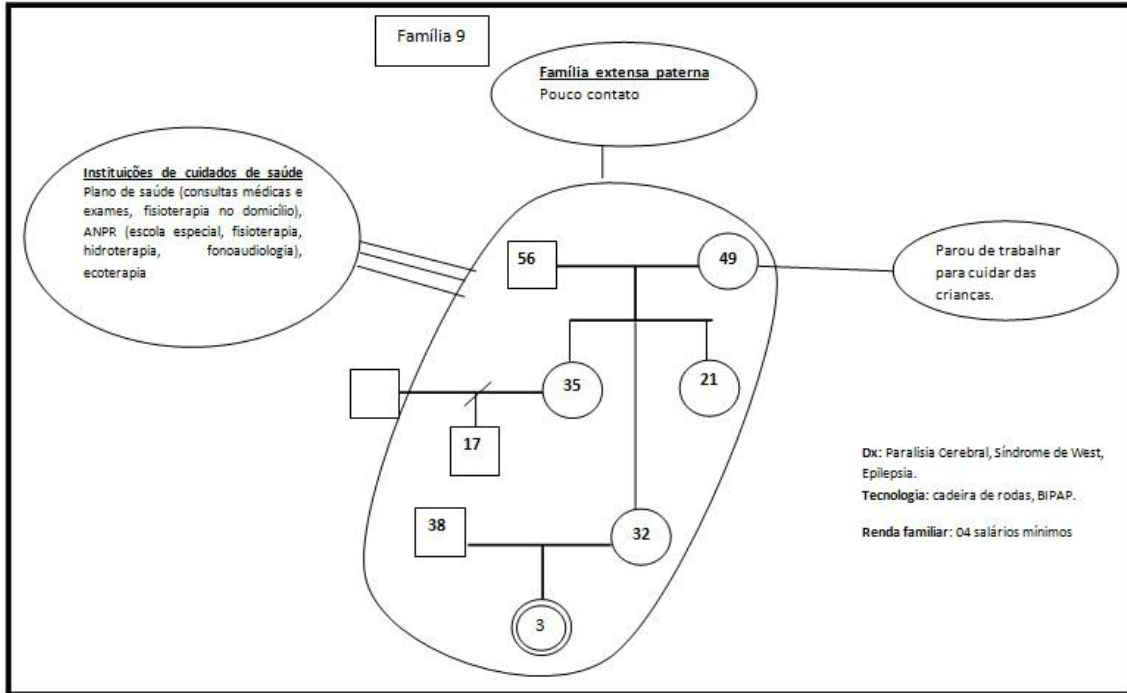 Família 9
Família extensa paterna
Pouco contato
Instituições de cuidados de saúde
Plano de saúde (consultas médicas e
exames, fisioterapia no domicílio),
ANPR (escola especial, fisioterapia,
hidroterapia, fonoaudiologia),
ecoterapia
56
49
Parou de trabalhar
para cuidar das
crianças.
35
21
17
Dx: Paralisia Cerebral, Síndrome de West,
Epilepsia.
Tecnologia: cadeira de rodas, BIPAP.
Renda familiar: 04 salários mínimos
38
32
3